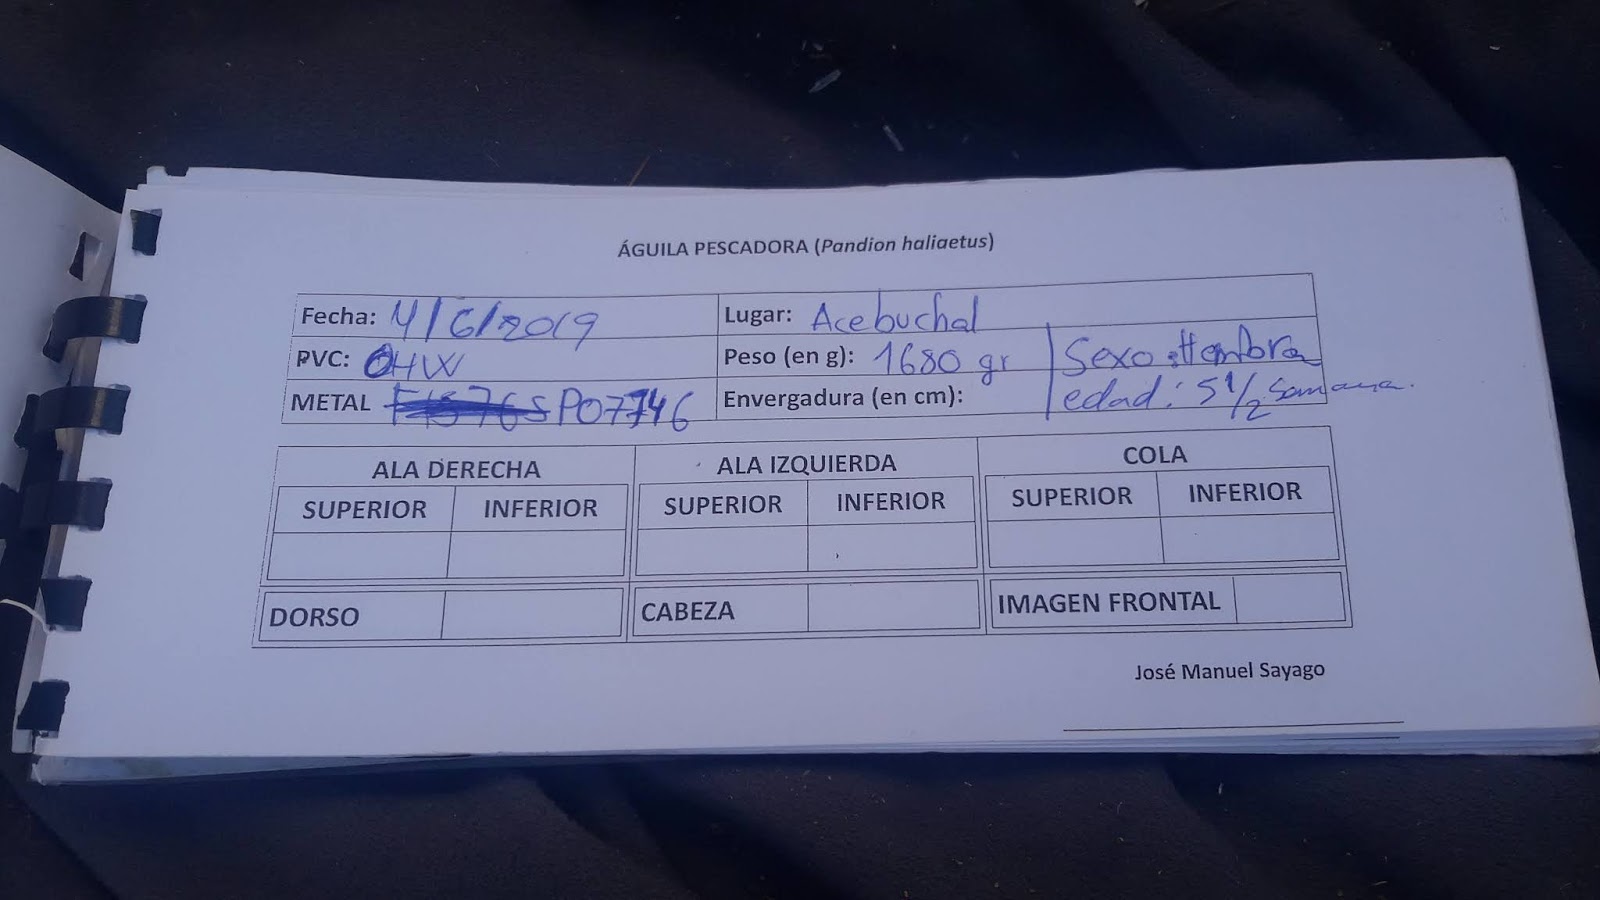 ÁGUILA PESCADORA (Pandion haliaetus)
Fecha: 4/6/2019 Lugar: Acebuchal
PVC: OHW Peso (en g): 1680 gr Sexo: Hembra
METAL P07746 Envergadura (en cm): edad: 5 1/2 semana.
ALA DERECHA ALA IZQUIERDA COLA
SUPERIOR INFERIOR SUPERIOR INFERIOR SUPERIOR INFERIOR
DORSO CABEZA IMAGEN FRONTAL
José Manuel Sayago